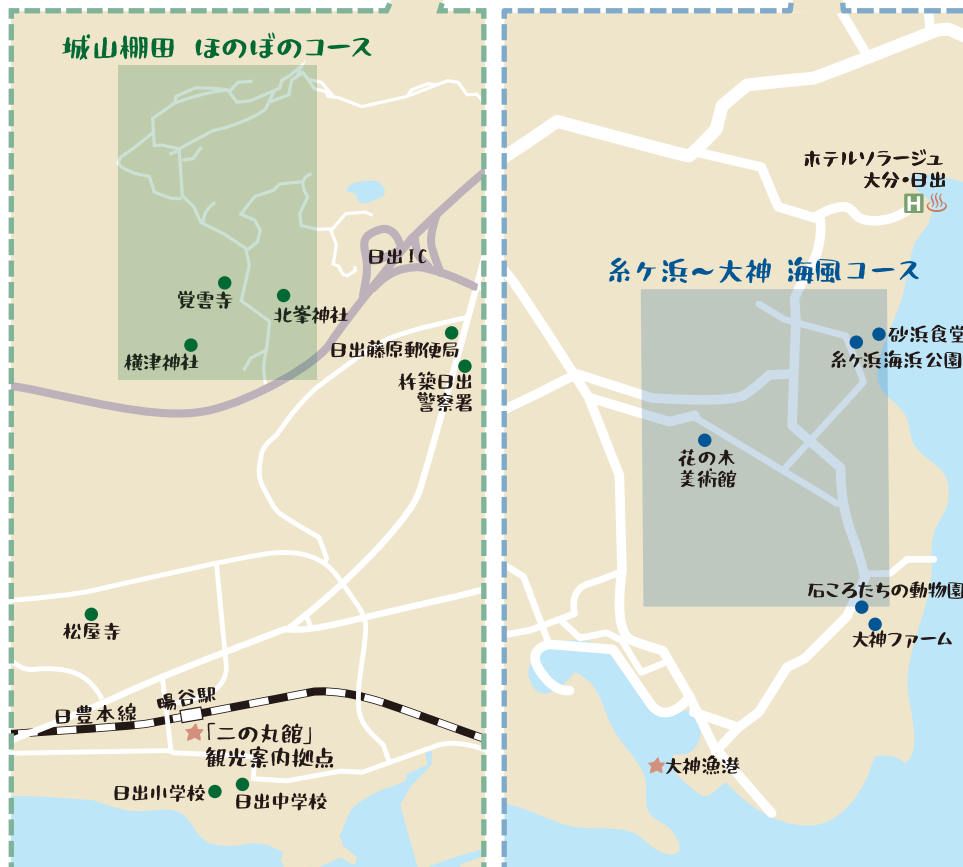 城山棚田 ほのぼのコース
日出IC
覚雲寺
北峯神社
横津神社
日出藤原郵便局
杵築日出
警察署
松屋寺
日豊本線
暘谷駅
「二の丸館」
観光案内拠点
日出小学校
日出中学校
ホテルソラージュ
大分・日出
H
糸ケ浜～大神 海風コース
砂浜食堂
糸ケ浜海浜公園
花の木
美術館
石ころたちの動物園
大神ファーム
大神漁港